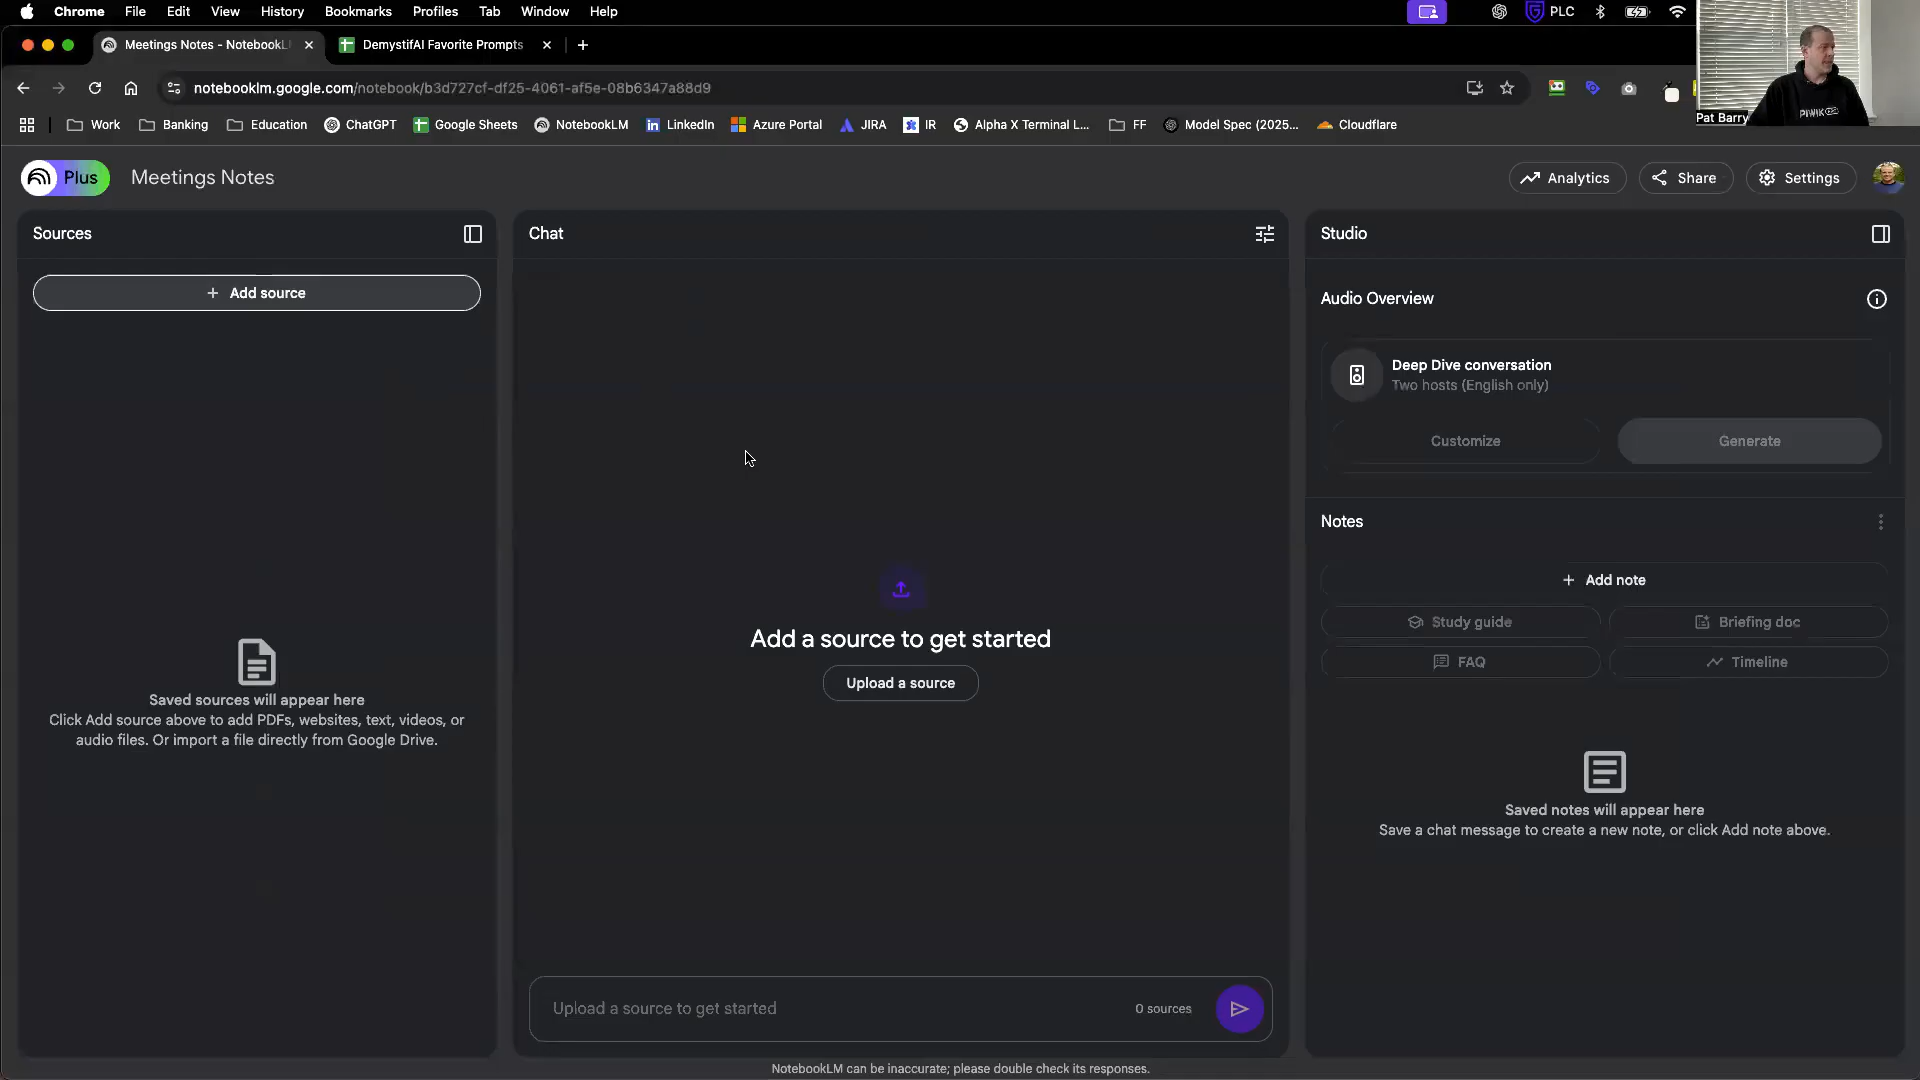 Chrome File Edit View History Bookmarks Profiles Tab Window Help
PLC
Meetings Notes - NotebookL
DemystifAI Favorite Prompts
notebooklm.google.com/notebook/b3d727cf-df25-4061-af5e-08b6347a88d9
Work Banking Education ChatGPT Google Sheets NotebookLM LinkedIn Azure Portal JIRA IR Alpha X Terminal L... FF Model Spec (2025... Cloudflare
PIWIK
Pat Barry
Plus Meetings Notes
Analytics Share Settings
Sources
+ Add source
Saved sources will appear here
Click Add source above to add PDFs, websites, text, videos, or
audio files. Or import a file directly from Google Drive.
Chat
Add a source to get started
Upload a source
Upload a source to get started
0 sources
Studio
Audio Overview
Deep Dive conversation
Two hosts (English only)
Customize Generate
Notes
+ Add note
Study guide Briefing doc
FAQ Timeline
Saved notes will appear here
Save a chat message to create a new note, or click Add note above.
NotebookLM can be inaccurate; please double check its responses.